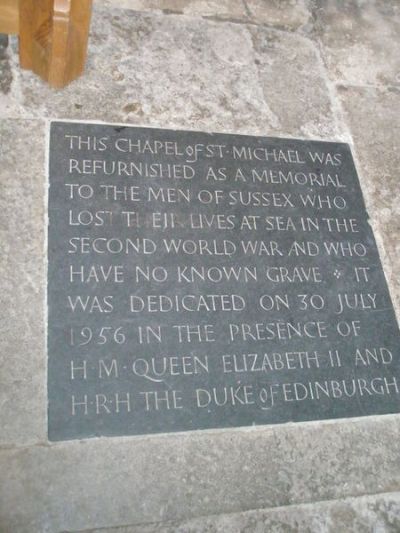 THIS CHAPEL of ST · MICHAEL WAS
REFURNISHED AS A MEMORIAL
TO THE MEN OF SUSSEX WHO
LOST THEIR LIVES AT SEA IN THE
SECOND WORLD WAR AND WHO
HAVE NO KNOWN GRAVE ⁘ IT
WAS DEDICATED ON 30 JULY
1956 IN THE PRESENCE OF
H · M · QUEEN ELIZABETH II AND
H·R·H THE DUKE of EDINBURGH